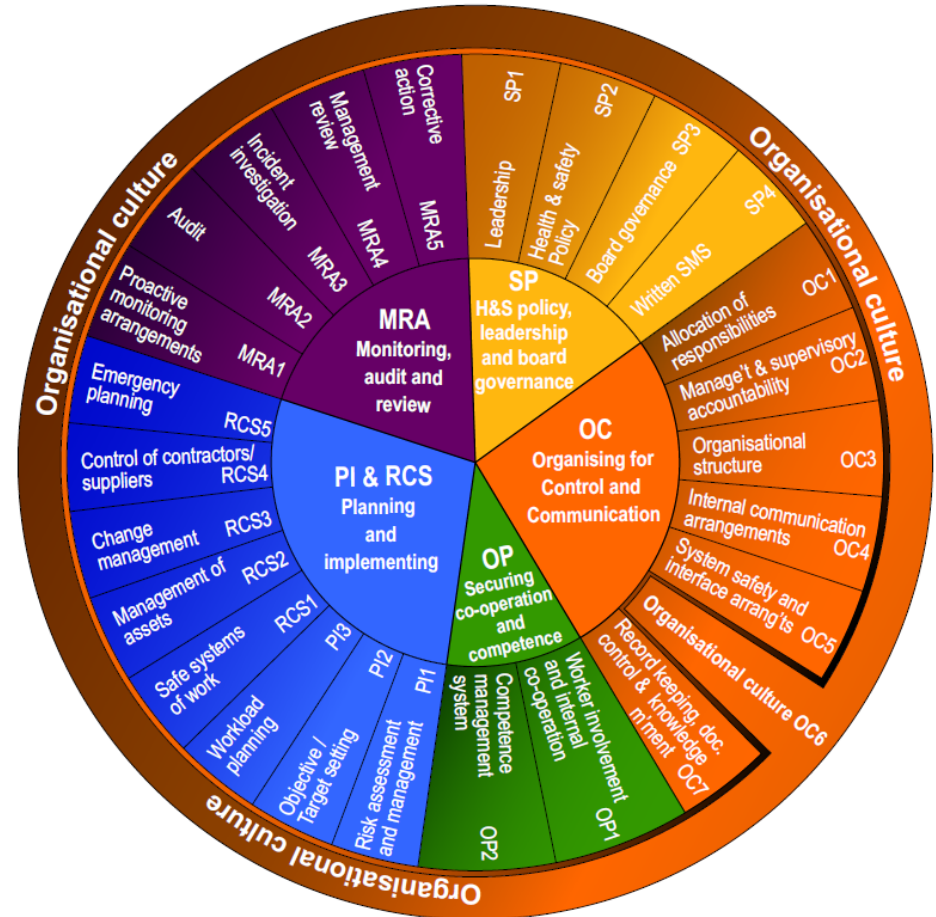 Organisational culture
Organisational culture
Organisational culture
SP
H&S policy,
leadership
and board
governance
Leadership SP1
Health & safety
Policy SP2
Board governance SP3
Written SMS SP4
OC
Organising for
Control and
Communication
Allocation of
responsibilities OC1
Manage't & supervisory
accountability OC2
Organisational
structure OC3
Internal communication
arrangements OC4
System safety and
interface arrang'ts OC5
Organisational culture OC6
Record keeping, doc.
control & knowledge
m'ment OC7
OP
Securing
co-operation
and
competence
Worker involvement
and internal
co-operation OP1
Competence
management
system OP2
PI & RCS
Planning
and
implementing
Risk assessment
and management PI1
Objective /
Target setting PI2
Workload
planning PI3
Safe systems
of work RCS1
Management of
assets RCS2
Change
management RCS3
Control of contractors/
suppliers RCS4
Emergency
planning RCS5
MRA
Monitoring,
audit and
review
Proactive
monitoring
arrangements MRA1
Audit MRA2
Incident
investigation MRA3
Management
review MRA4
Corrective
action MRA5